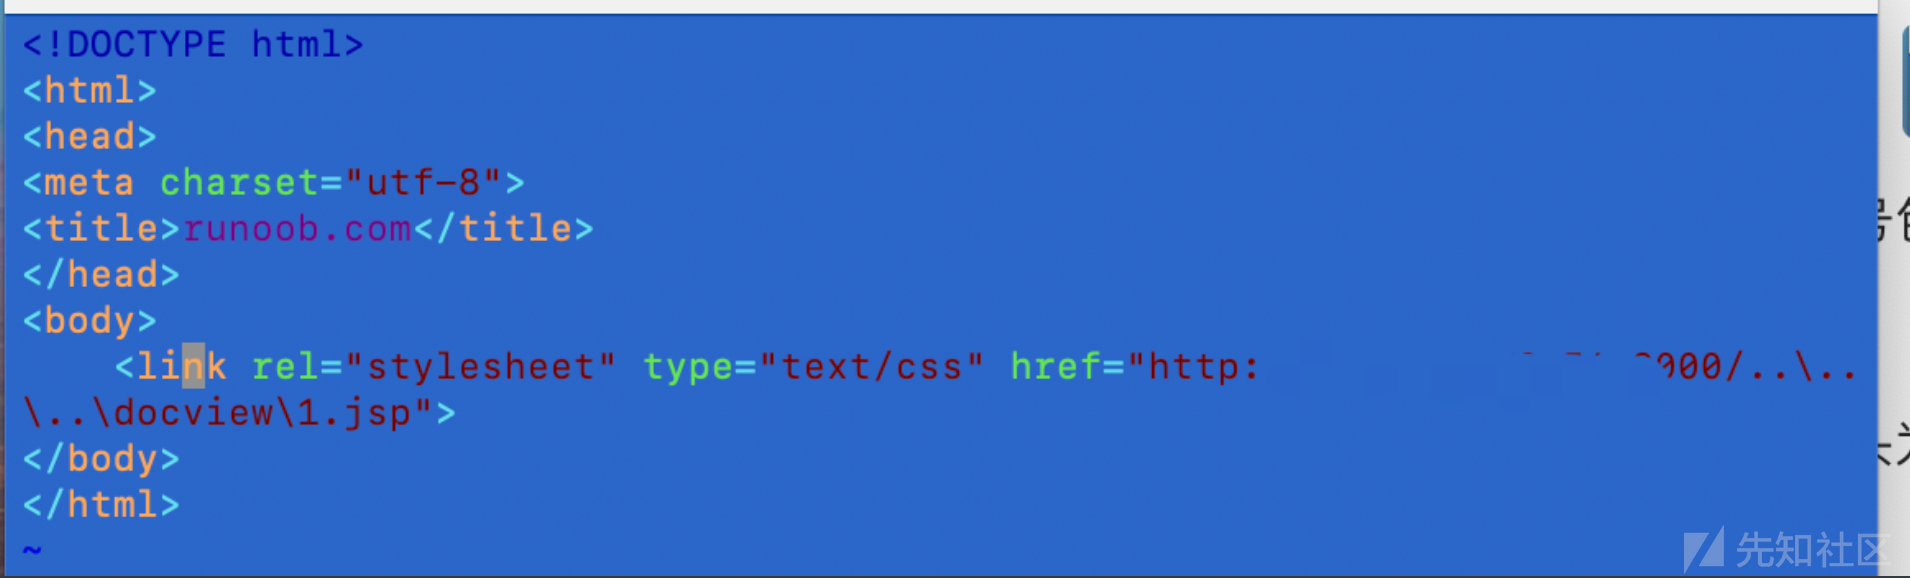 <!DOCTYPE html>
<html>
<head>
<meta charset="utf-8">
<title>runoob.com</title>
</head>
<body>
    <link rel="stylesheet" type="text/css" href="http: 000/..\..
\..\docview\1.jsp">
</body>
</html>
~
先知社区